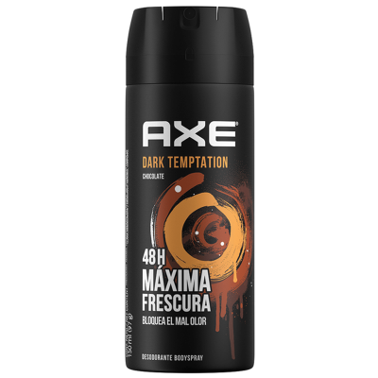 AXE
DARK TEMPTATION
CHOCOLATE
48H
MÁXIMA
FRESCURA
BLOQUEA EL MAL OLOR
DESODORANTE BODYSPRAY